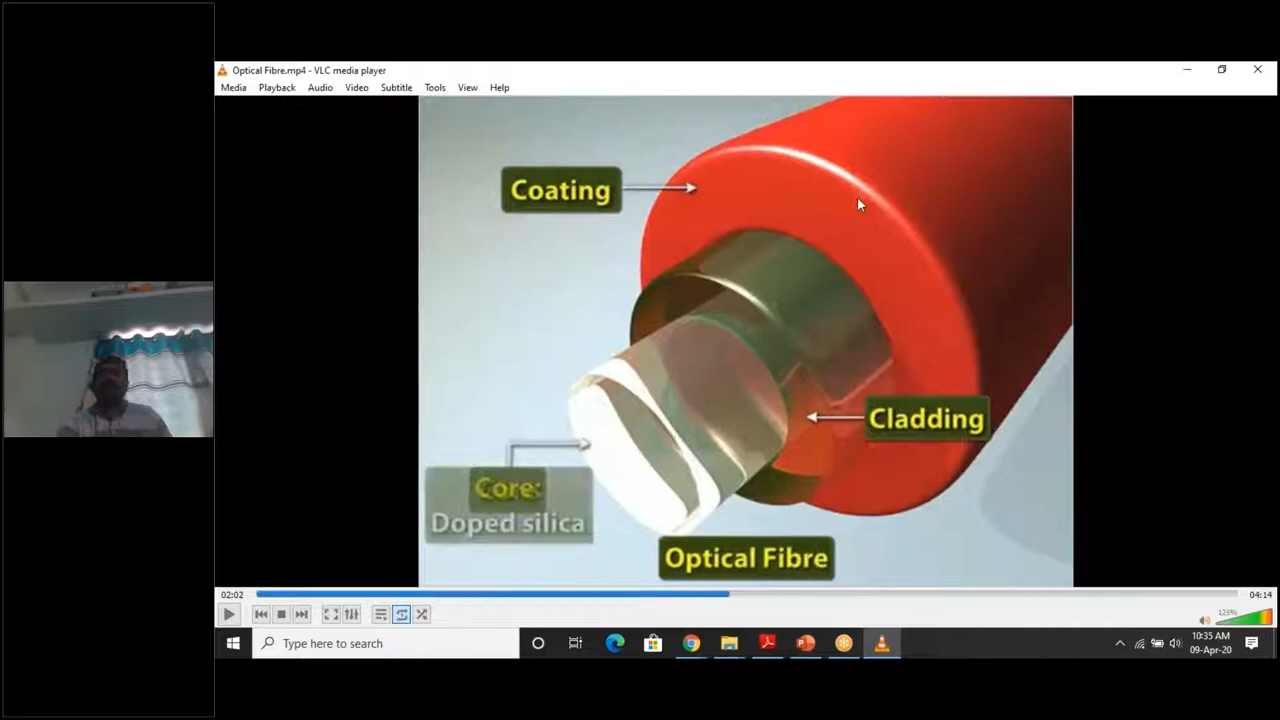 Optical Fibre.mp4 - VLC media player
Media Playback Audio Video Subtitle Tools View Help
Coating
Cladding
Core:
Doped silica
Optical Fibre
02:02
04:14
125%
Type here to search
10:35 AM
09-Apr-20